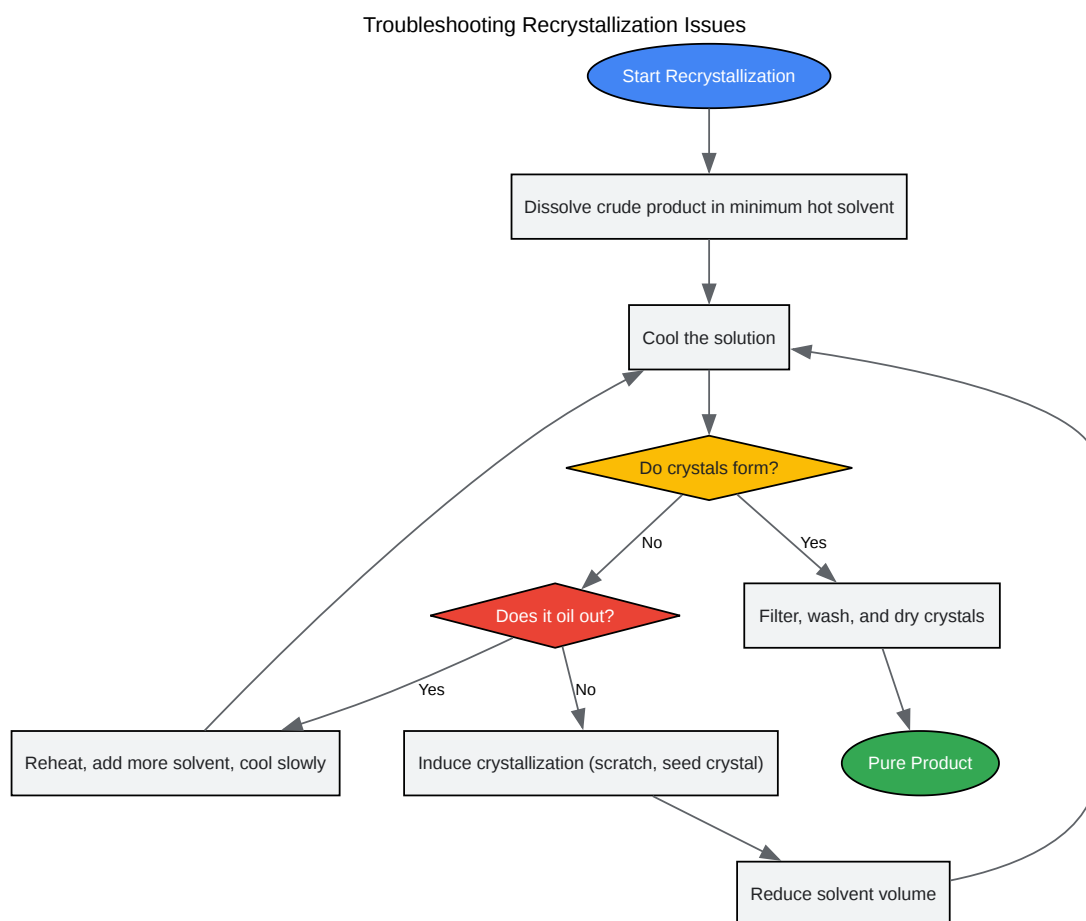 Troubleshooting Recrystallization Issues
Start Recrystallization
Dissolve crude product in minimum hot solvent
Cool the solution
Do crystals form?
No
Yes
Does it oil out?
Filter, wash, and dry crystals
Yes
No
Reheat, add more solvent, cool slowly
Induce crystallization (scratch, seed crystal)
Pure Product
Reduce solvent volume